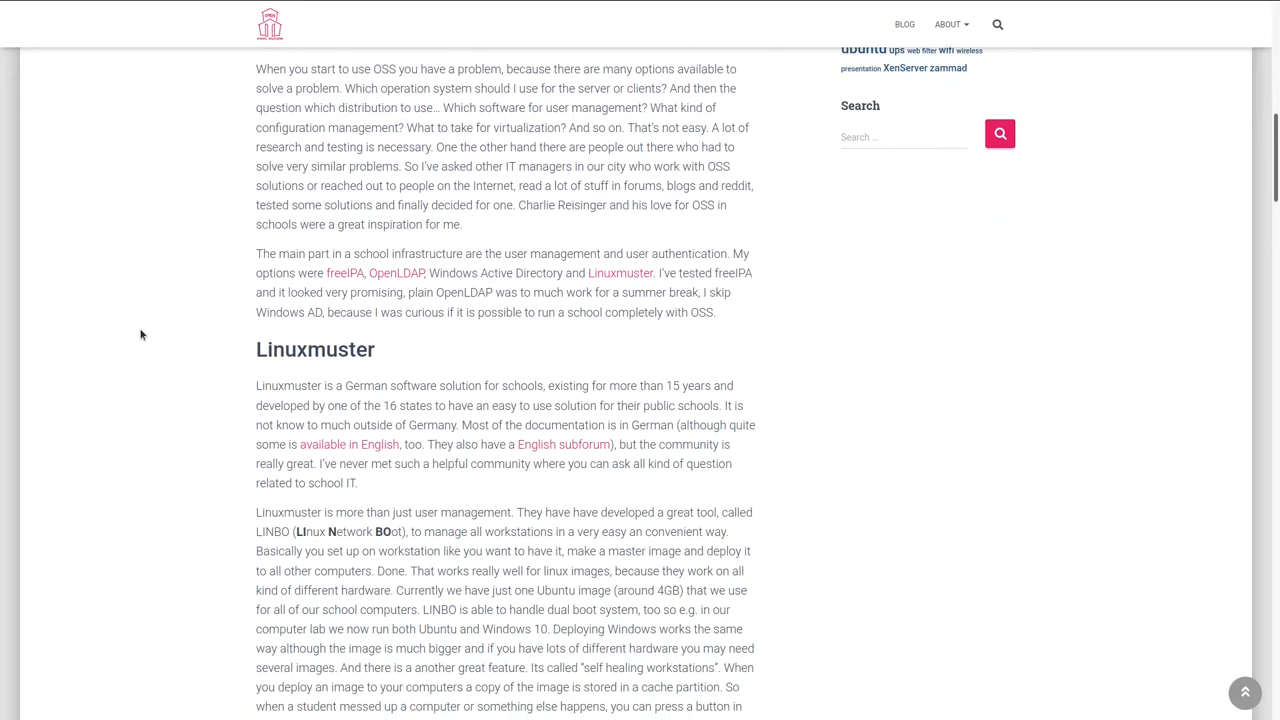 BLOG
ABOUT
ubuntu ups web filter wifi wireless
presentation XenServer zammad
Search
Search …
When you start to use OSS you have a problem, because there are many options available to
solve a problem. Which operation system should I use for the server or clients? And then the
question which distribution to use… Which software for user management? What kind of
configuration management? What to take for virtualization? And so on. That’s not easy. A lot of
research and testing is necessary. One the other hand there are people out there who had to
solve very similar problems. So I’ve asked other IT managers in our city who work with OSS
solutions or reached out to people on the Internet, read a lot of stuff in forums, blogs and reddit,
tested some solutions and finally decided for one. Charlie Reisinger and his love for OSS in
schools were a great inspiration for me.
The main part in a school infrastructure are the user management and user authentication. My
options were freeIPA, OpenLDAP, Windows Active Directory and Linuxmuster. I’ve tested freeIPA
and it looked very promising, plain OpenLDAP was to much work for a summer break, I skip
Windows AD, because I was curious if it is possible to run a school completely with OSS.
Linuxmuster
Linuxmuster is a German software solution for schools, existing for more than 15 years and
developed by one of the 16 states to have an easy to use solution for their public schools. It is
not know to much outside of Germany. Most of the documentation is in German (although quite
some is available in English, too. They also have a English subforum), but the community is
really great. I’ve never met such a helpful community where you can ask all kind of question
related to school IT.
Linuxmuster is more than just user management. They have have developed a great tool, called
LINBO (LInux Network BOot), to manage all workstations in a very easy an convenient way.
Basically you set up on workstation like you want to have it, make a master image and deploy it
to all other computers. Done. That works really well for linux images, because they work on all
kind of different hardware. Currently we have just one Ubuntu image (around 4GB) that we use
for all of our school computers. LINBO is able to handle dual boot system, too so e.g. in our
computer lab we now run both Ubuntu and Windows 10. Deploying Windows works the same
way although the image is much bigger and if you have lots of different hardware you may need
several images. And there is a another great feature. Its called “self healing workstations”. When
you deploy an image to your computers a copy of the image is stored in a cache partition. So
when a student messed up a computer or something else happens, you can press a button in